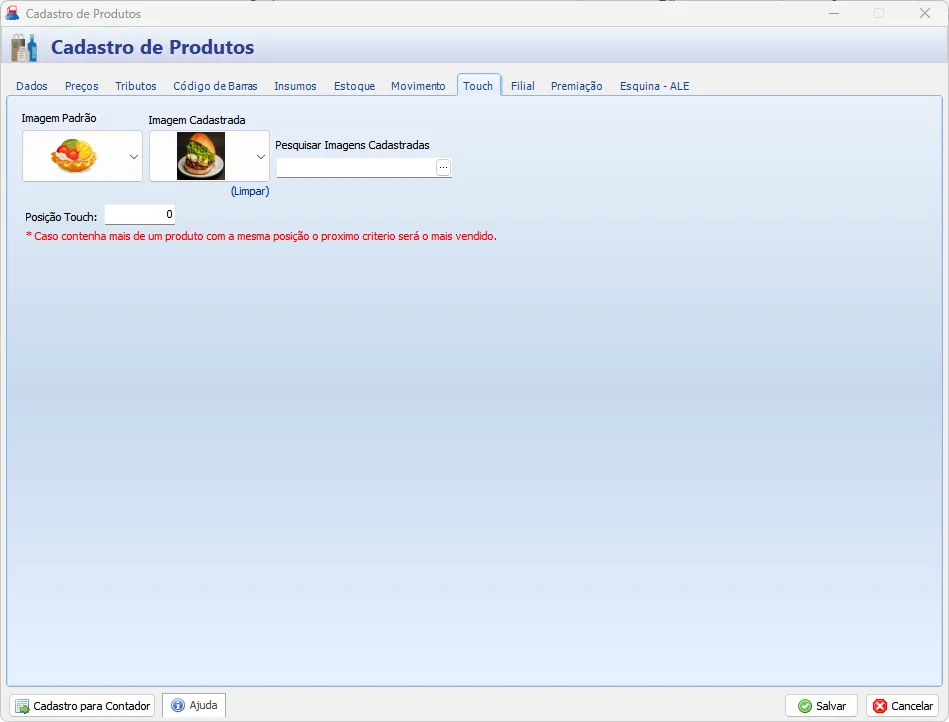 Cadastro de Produtos
Cadastro de Produtos
Dados Preços Tributos Código de Barras Insumos Estoque Movimento Touch Filial Premiação Esquina - ALE
Imagem Padrão
Imagem Cadastrada
Pesquisar Imagens Cadastradas
...
(Limpar)
Posição Touch: 0
* Caso contenha mais de um produto com a mesma posição o proximo criterio será o mais vendido.
Cadastro para Contador Ajuda Salvar Cancelar